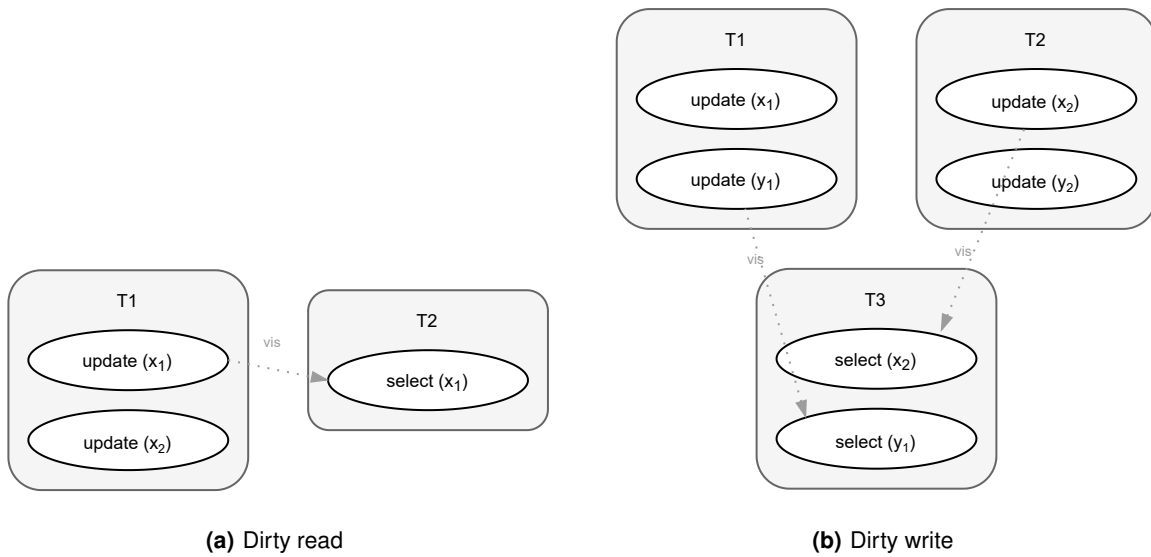 T1
update (x₁)
update (x₂)
vis
T2
select (x₁)
(a) Dirty read
T1
update (x₁)
update (y₁)
T2
update (x₂)
update (y₂)
vis
vis
T3
select (x₂)
select (y₁)
(b) Dirty write